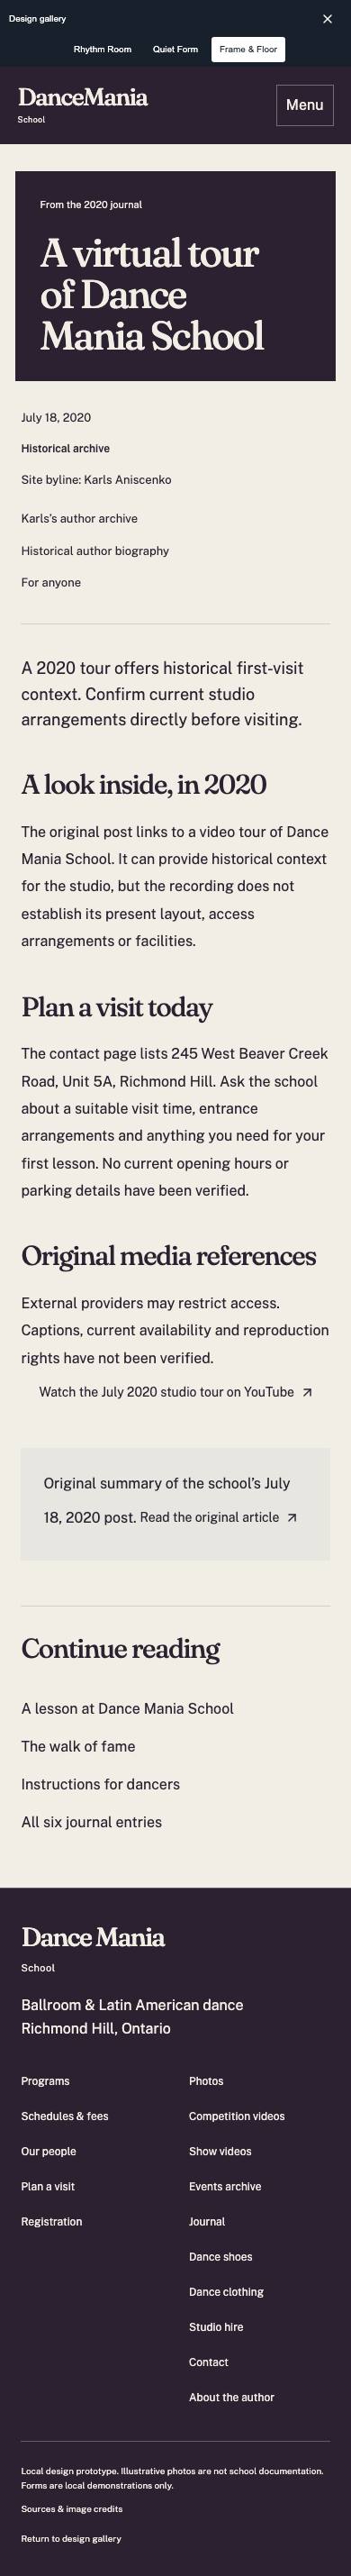 Design gallery
Rhythm Room Quiet Form Frame & Floor
DanceMania
School
Menu
From the 2020 journal
A virtual tour
of Dance
Mania School
July 18, 2020
Historical archive
Site byline: Karls Aniscenko
Karls's author archive
Historical author biography
For anyone
A 2020 tour offers historical first-visit
context. Confirm current studio
arrangements directly before visiting.
A look inside, in 2020
The original post links to a video tour of Dance
Mania School. It can provide historical context
for the studio, but the recording does not
establish its present layout, access
arrangements or facilities.
Plan a visit today
The contact page lists 245 West Beaver Creek
Road, Unit 5A, Richmond Hill. Ask the school
about a suitable visit time, entrance
arrangements and anything you need for your
first lesson. No current opening hours or
parking details have been verified.
Original media references
External providers may restrict access.
Captions, current availability and reproduction
rights have not been verified.
Watch the July 2020 studio tour on YouTube
Original summary of the school's July
18, 2020 post. Read the original article
Continue reading
A lesson at Dance Mania School
The walk of fame
Instructions for dancers
All six journal entries
Dance Mania
School
Ballroom & Latin American dance
Richmond Hill, Ontario
Programs
Schedules & fees
Our people
Plan a visit
Registration
Photos
Competition videos
Show videos
Events archive
Journal
Dance shoes
Dance clothing
Studio hire
Contact
About the author
Local design prototype. Illustrative photos are not school documentation.
Forms are local demonstrations only.
Sources & image credits
Return to design gallery